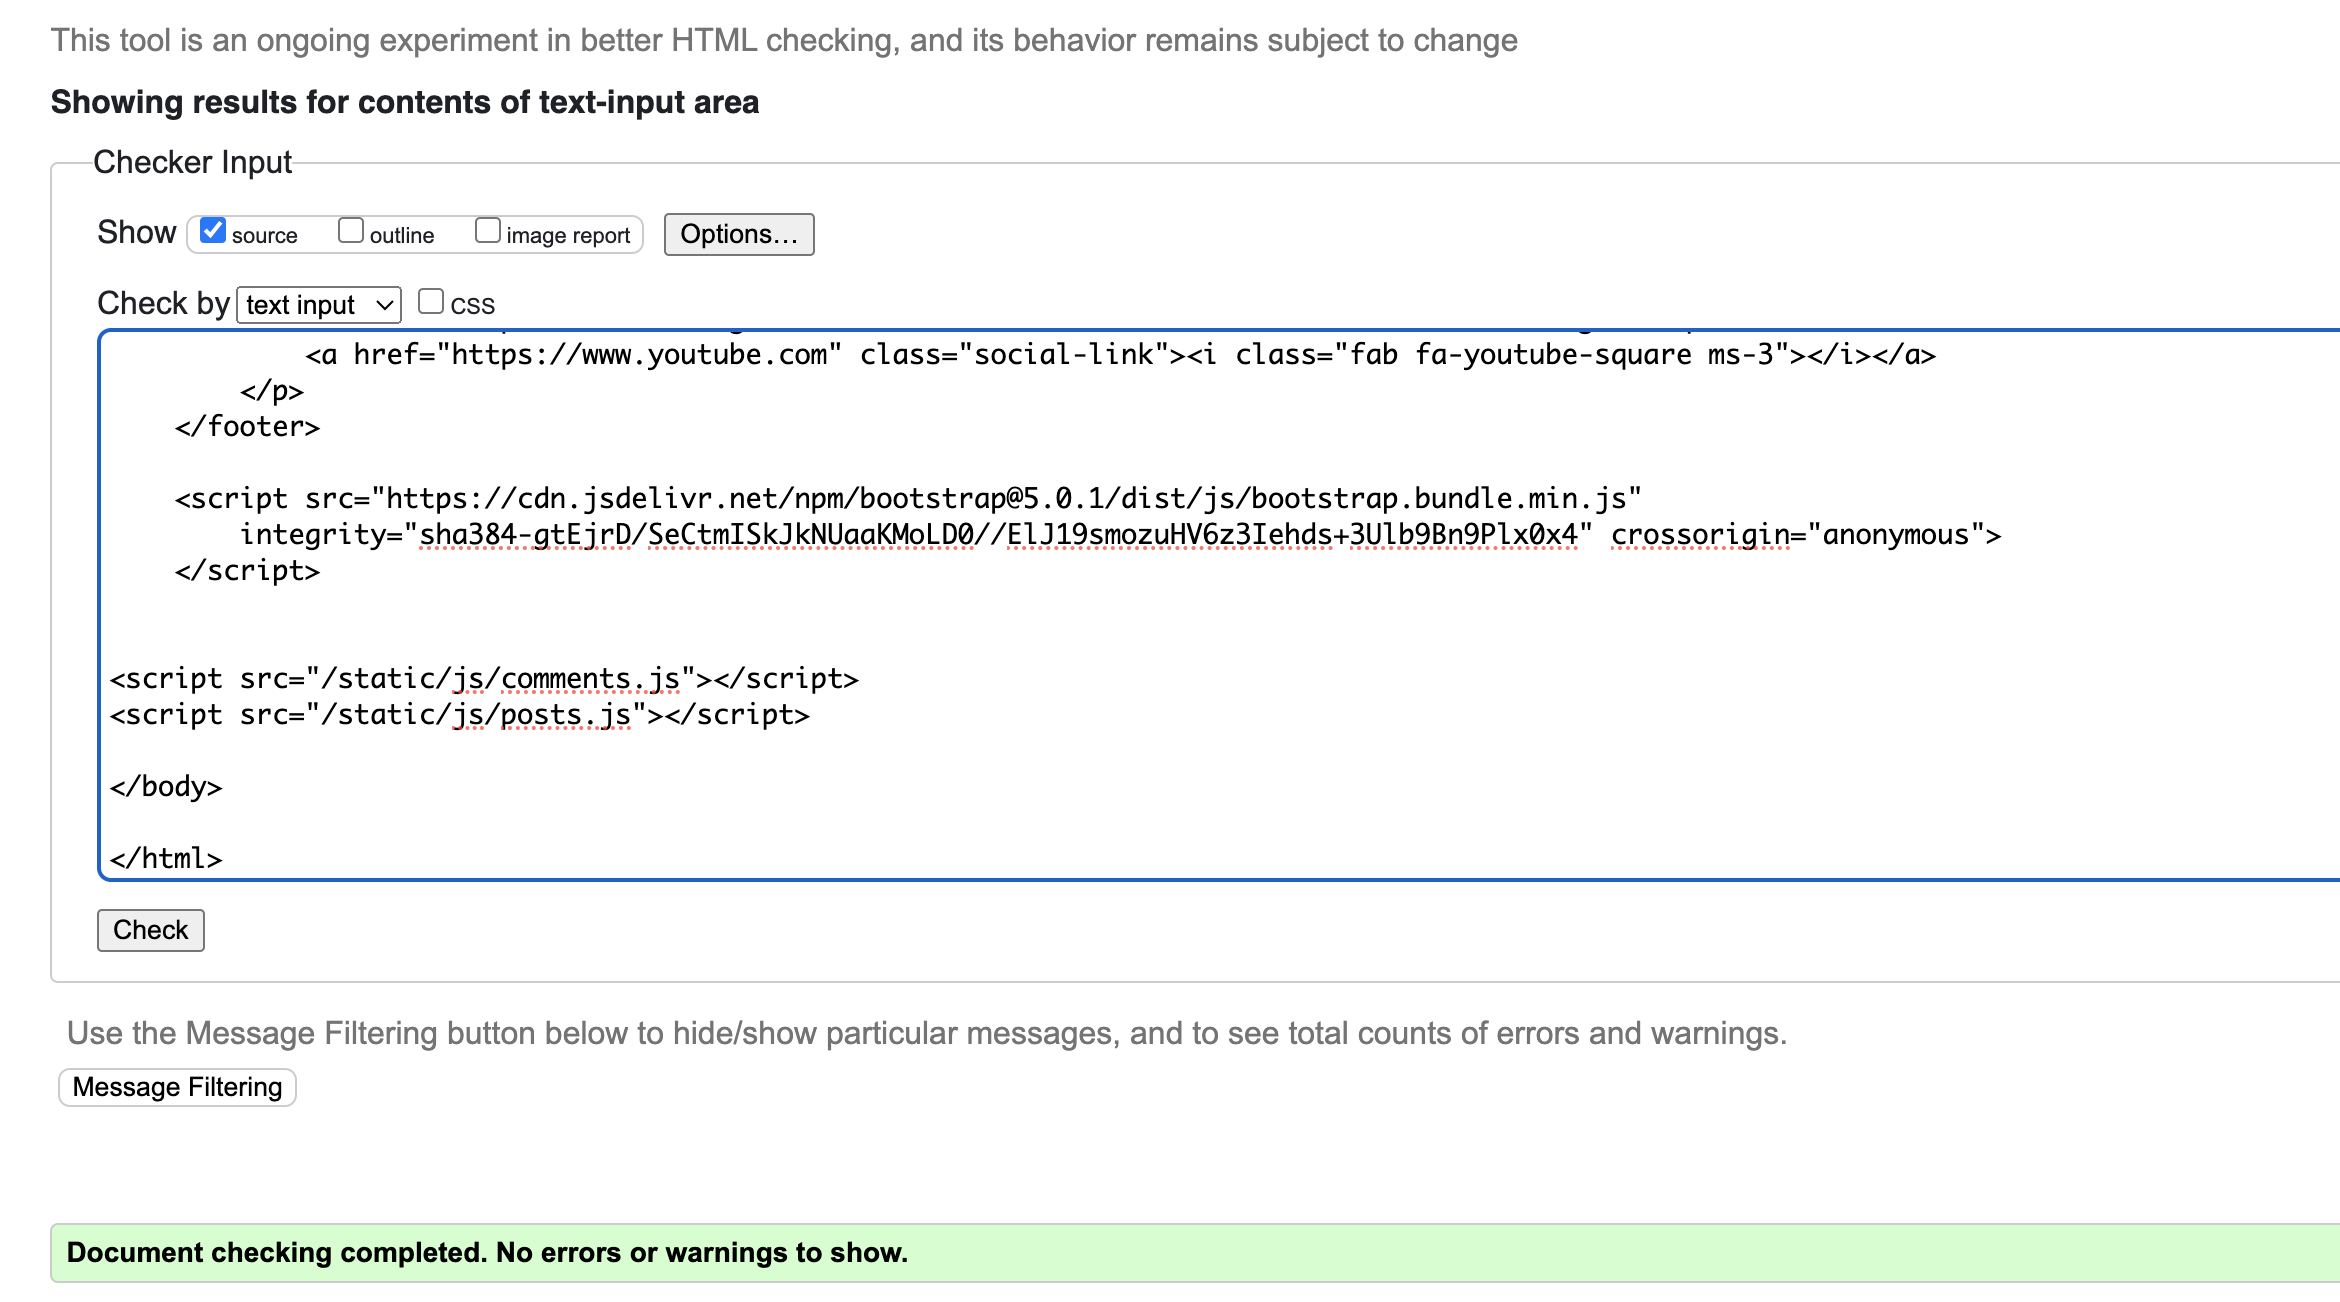 This tool is an ongoing experiment in better HTML checking, and its behavior remains subject to change
Showing results for contents of text-input area
Checker Input
Show source outline image report Options...
Check by text input CSS
<a href="https://www.youtube.com" class="social-link"><i class="fab fa-youtube-square ms-3"></i></a>
</p>
</footer>
<script src="https://cdn.jsdelivr.net/npm/bootstrap@5.0.1/dist/js/bootstrap.bundle.min.js"
integrity="sha384-gtEjrD/SeCtmISkJkNUaaKMoLD0//ElJ19smozuHV6z3Iehds+3Ulb9Bn9Plx0x4" crossorigin="anonymous">
</script>
<script src="/static/js/comments.js"></script>
<script src="/static/js/posts.js"></script>
</body>
</html>
Check
Use the Message Filtering button below to hide/show particular messages, and to see total counts of errors and warnings.
Message Filtering
Document checking completed. No errors or warnings to show.